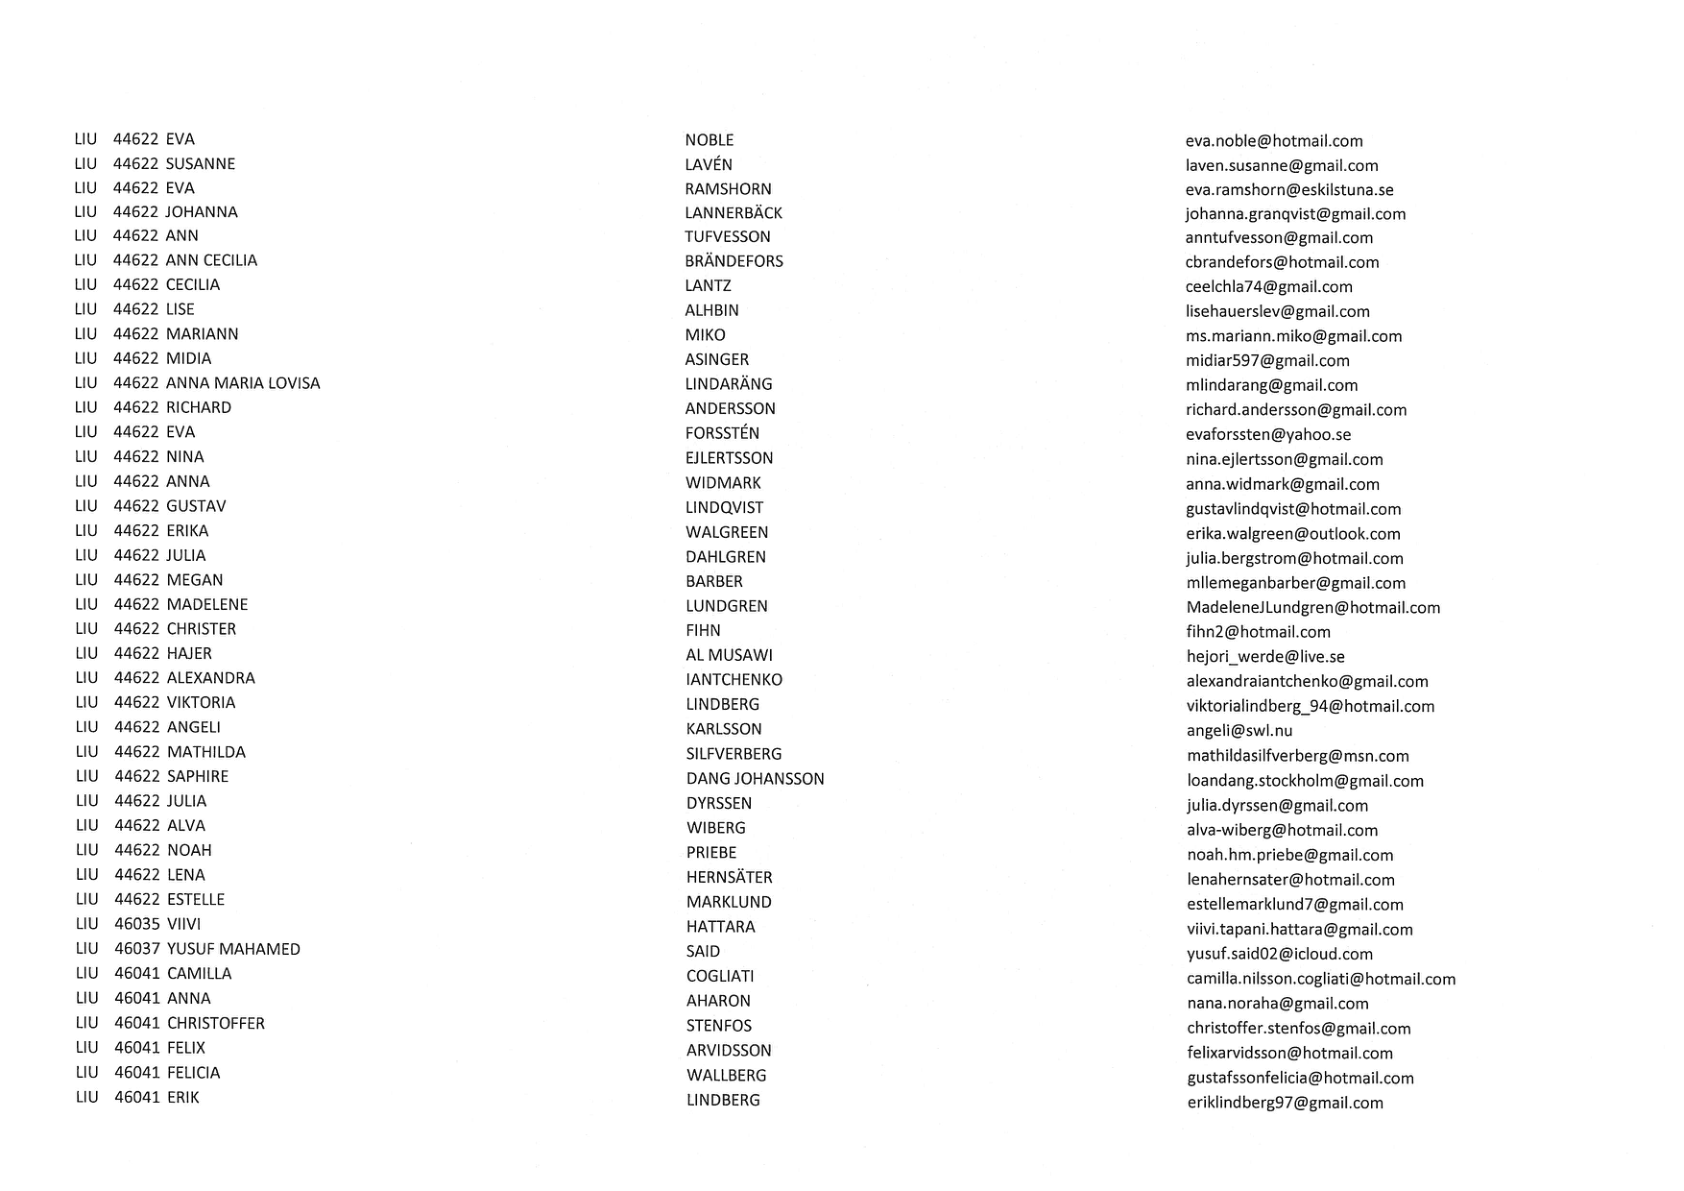 LIU 44622 EVA NOBLE eva.noble@hotmail.com
LIU 44622 SUSANNE LAVÉN laven.susanne@gmail.com
LIU 44622 EVA RAMSHORN eva.ramshorn@eskilstuna.se
LIU 44622 JOHANNA LANNERBÄCK johanna.granqvist@gmail.com
LIU 44622 ANN TUFVESSON anntufvesson@gmail.com
LIU 44622 ANN CECILIA BRÄNDEFORS cbrandefors@hotmail.com
LIU 44622 CECILIA LANTZ ceelchla74@gmail.com
LIU 44622 LISE ALHBIN lisehauerslev@gmail.com
LIU 44622 MARIANN MIKO ms.mariann.miko@gmail.com
LIU 44622 MIDIA ASINGER midiar597@gmail.com
LIU 44622 ANNA MARIA LOVISA LINDARÄNG mlindarang@gmail.com
LIU 44622 RICHARD ANDERSSON richard.andersson@gmail.com
LIU 44622 EVA FORSSTÉN evaforssten@yahoo.se
LIU 44622 NINA EJLERTSSON nina.ejlertsson@gmail.com
LIU 44622 ANNA WIDMARK anna.widmark@gmail.com
LIU 44622 GUSTAV LINDQVIST gustavlindqvist@hotmail.com
LIU 44622 ERIKA WALGREEN erika.walgreen@outlook.com
LIU 44622 JULIA DAHLGREN julia.bergstrom@hotmail.com
LIU 44622 MEGAN BARBER mllemeganbarber@gmail.com
LIU 44622 MADELENE LUNDGREN MadeleneJLundgren@hotmail.com
LIU 44622 CHRISTER FIHN fihn2@hotmail.com
LIU 44622 HAJER AL MUSAWI hejori_werde@live.se
LIU 44622 ALEXANDRA IANTCHENKO alexandraiantchenko@gmail.com
LIU 44622 VIKTORIA LINDBERG viktorialindberg_94@hotmail.com
LIU 44622 ANGELI KARLSSON angeli@swl.nu
LIU 44622 MATHILDA SILFVERBERG mathildasilfverberg@msn.com
LIU 44622 SAPHIRE DANG JOHANSSON loandang.stockholm@gmail.com
LIU 44622 JULIA DYRSSEN julia.dyrssen@gmail.com
LIU 44622 ALVA WIBERG alva-wiberg@hotmail.com
LIU 44622 NOAH PRIEBE noah.hm.priebe@gmail.com
LIU 44622 LENA HERNSÄTER lenahernsater@hotmail.com
LIU 44622 ESTELLE MARKLUND estellemarklund7@gmail.com
LIU 46035 VIIVI HATTARA viivi.tapani.hattara@gmail.com
LIU 46037 YUSUF MAHAMED SAID yusuf.said02@icloud.com
LIU 46041 CAMILLA COGLIATI camilla.nilsson.cogliati@hotmail.com
LIU 46041 ANNA AHARON nana.noraha@gmail.com
LIU 46041 CHRISTOFFER STENFOS christoffer.stenfos@gmail.com
LIU 46041 FELIX ARVIDSSON felixarvidsson@hotmail.com
LIU 46041 FELICIA WALLBERG gustafssonfelicia@hotmail.com
LIU 46041 ERIK LINDBERG eriklindberg97@gmail.com